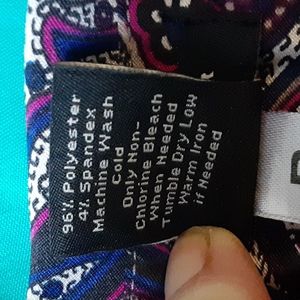 96% Polyester
4% Spandex
Machine Wash
Cold
Only Non-
Chlorine Bleach
When Needed
Tumble Dry Low
Warm Iron
if Needed